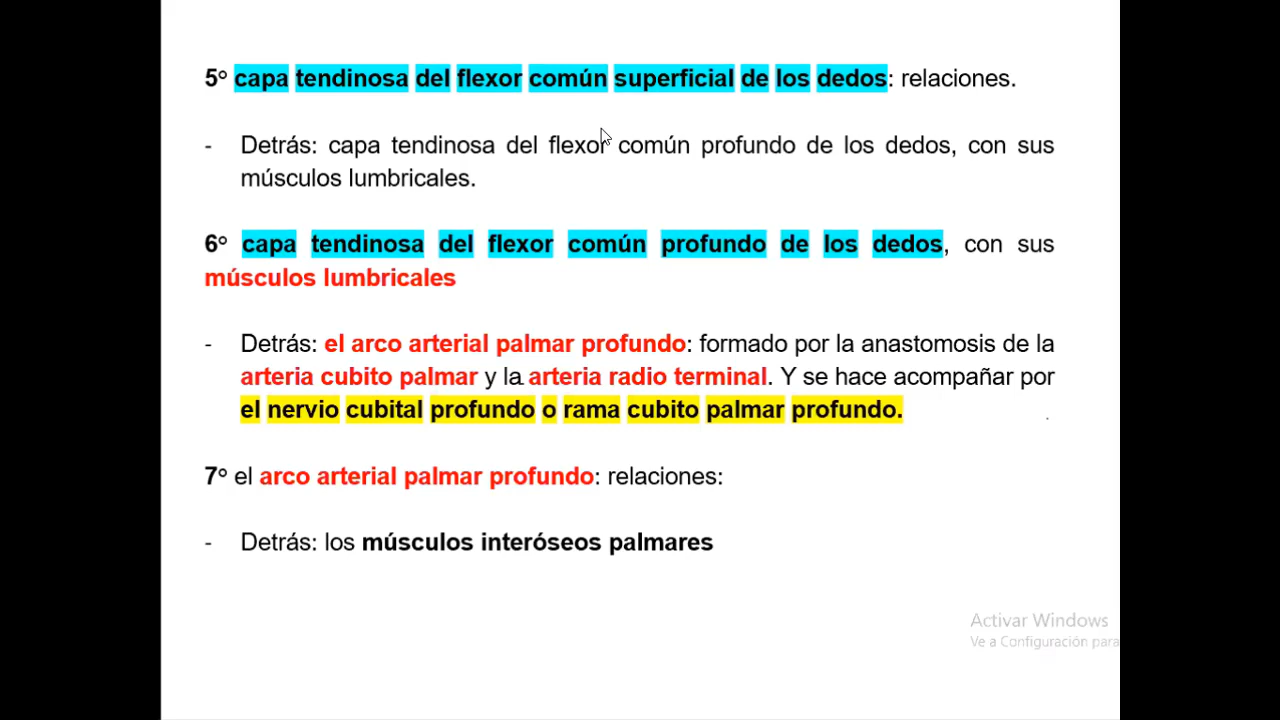 5° capa tendinosa del flexor común superficial de los dedos: relaciones.
- Detrás: capa tendinosa del flexor común profundo de los dedos, con sus
músculos lumbricales.
6° capa tendinosa del flexor común profundo de los dedos, con sus
músculos lumbricales
- Detrás: el arco arterial palmar profundo: formado por la anastomosis de la
arteria cubito palmar y la arteria radio terminal. Y se hace acompañar por
el nervio cubital profundo o rama cubito palmar profundo.
7° el arco arterial palmar profundo: relaciones:
- Detrás: los músculos interóseos palmares
Activar Windows
Ve a Configuración para